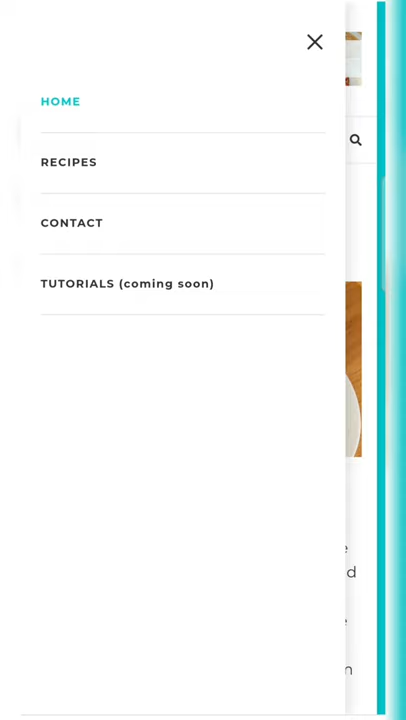 HOME
RECIPES
CONTACT
TUTORIALS (coming soon)
e
d
e
n